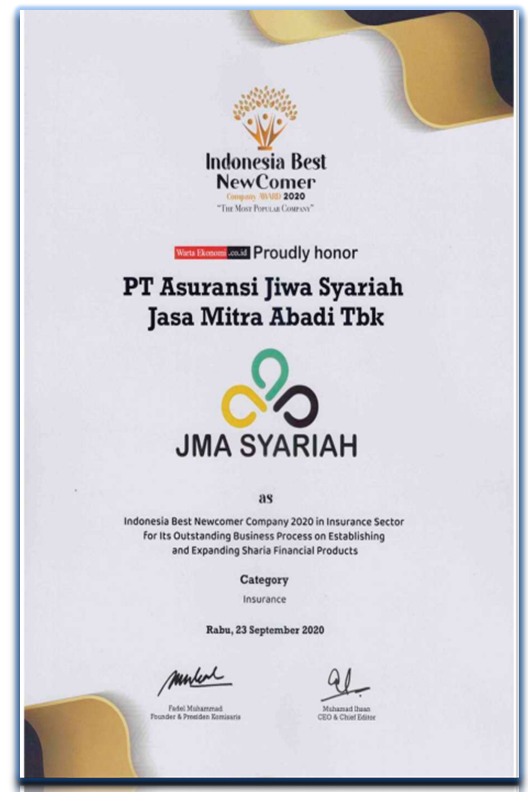 Indonesia Best
NewComer
Company AWARD 2020
"The Most Popular Company"
Warta Ekonomi .co.id Proudly honor
PT Asuransi Jiwa Syariah
Jasa Mitra Abadi Tbk
JMA SYARIAH
as
Indonesia Best Newcomer Company 2020 in Insurance Sector
for Its Outstanding Business Process on Establishing
and Expanding Sharia Financial Products
Category
Insurance
Rabu, 23 September 2020
Fadel Muhammad
Founder & Presiden Komisaris
Muhamad Ihsan
CEO & Chief Editor